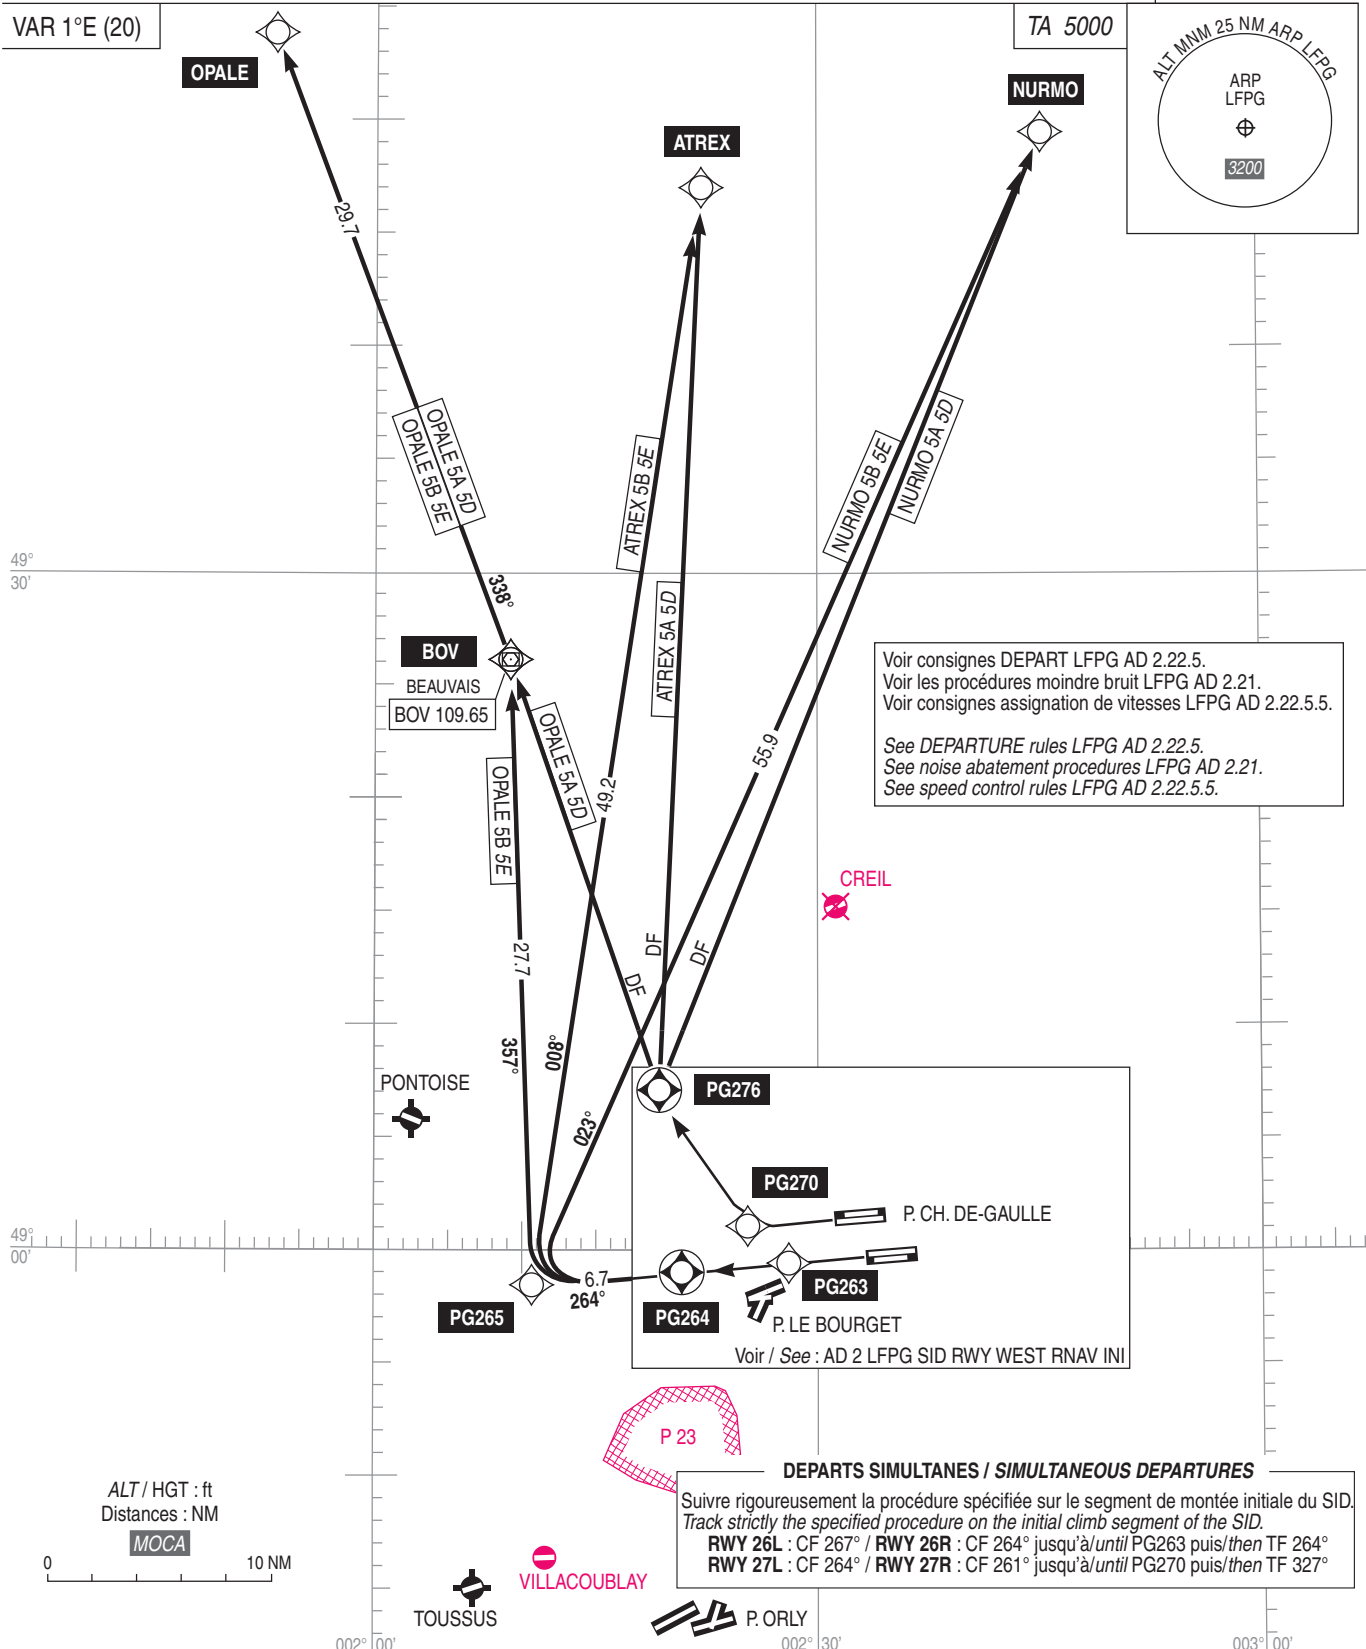 VAR 1°E (20)
OPALE
TA 5000
ALT MNM 25 NM ARP LFPG
ARP
LFPG
3200
NURMO
ATREX
29.7
OPALE 5A 5D
OPALE 5B 5E
ATREX 5B 5E
NURMO 5B 5E
NURMO 5A 5D
49°
30'
338°
ATREX 5A 5D
BOV
BEAUVAIS
BOV 109.65
Voir consignes DEPART LFPG AD 2.22.5.
Voir les procédures moindre bruit LFPG AD 2.21.
Voir consignes assignation de vitesses LFPG AD 2.22.5.5.
See DEPARTURE rules LFPG AD 2.22.5.
See noise abatement procedures LFPG AD 2.21.
See speed control rules LFPG AD 2.22.5.5.
OPALE 5A 5D
OPALE 5B 5E
49.2
55.9
CREIL
27.7
DF
DF
DF
357°
008°
023°
PONTOISE
PG276
PG270
P. CH. DE-GAULLE
49°
00'
6.7
264°
PG265
PG264
PG263
P. LE BOURGET
Voir / See : AD 2 LFPG SID RWY WEST RNAV INI
P 23
DEPARTS SIMULTANES / SIMULTANEOUS DEPARTURES
Suivre rigoureusement la procédure spécifiée sur le segment de montée initiale du SID.
Track strictly the specified procedure on the initial climb segment of the SID.
RWY 26L : CF 267° / RWY 26R : CF 264° jusqu'à/until PG263 puis/then TF 264°
RWY 27L : CF 264° / RWY 27R : CF 261° jusqu'à/until PG270 puis/then TF 327°
ALT / HGT : ft
Distances : NM
MOCA
0 10 NM
VILLACOUBLAY
TOUSSUS
P. ORLY
002° 00'
002° 30'
003° 00'